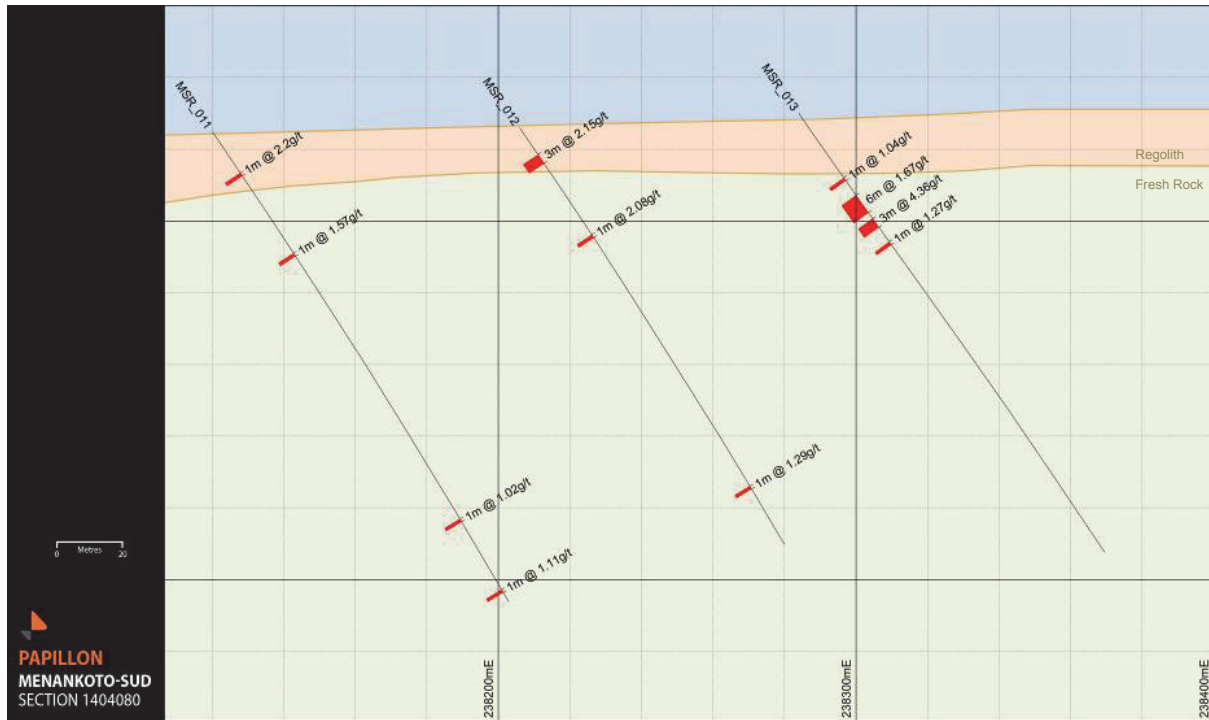 MSR_011
1m @ 2.2g/t
1m @ 1.57g/t
1m @ 1.02g/t
1m @ 1.11g/t
MSR_012
3m @ 2.15g/t
1m @ 2.08g/t
1m @ 1.29g/t
MSR_013
1m @ 1.04g/t
6m @ 1.67g/t
3m @ 4.36g/t
1m @ 1.27g/t
Regolith
Fresh Rock
Metres
0 20
PAPILLON
MENANKOTO-SUD
SECTION 1404080
238200mE
238300mE
238400mE